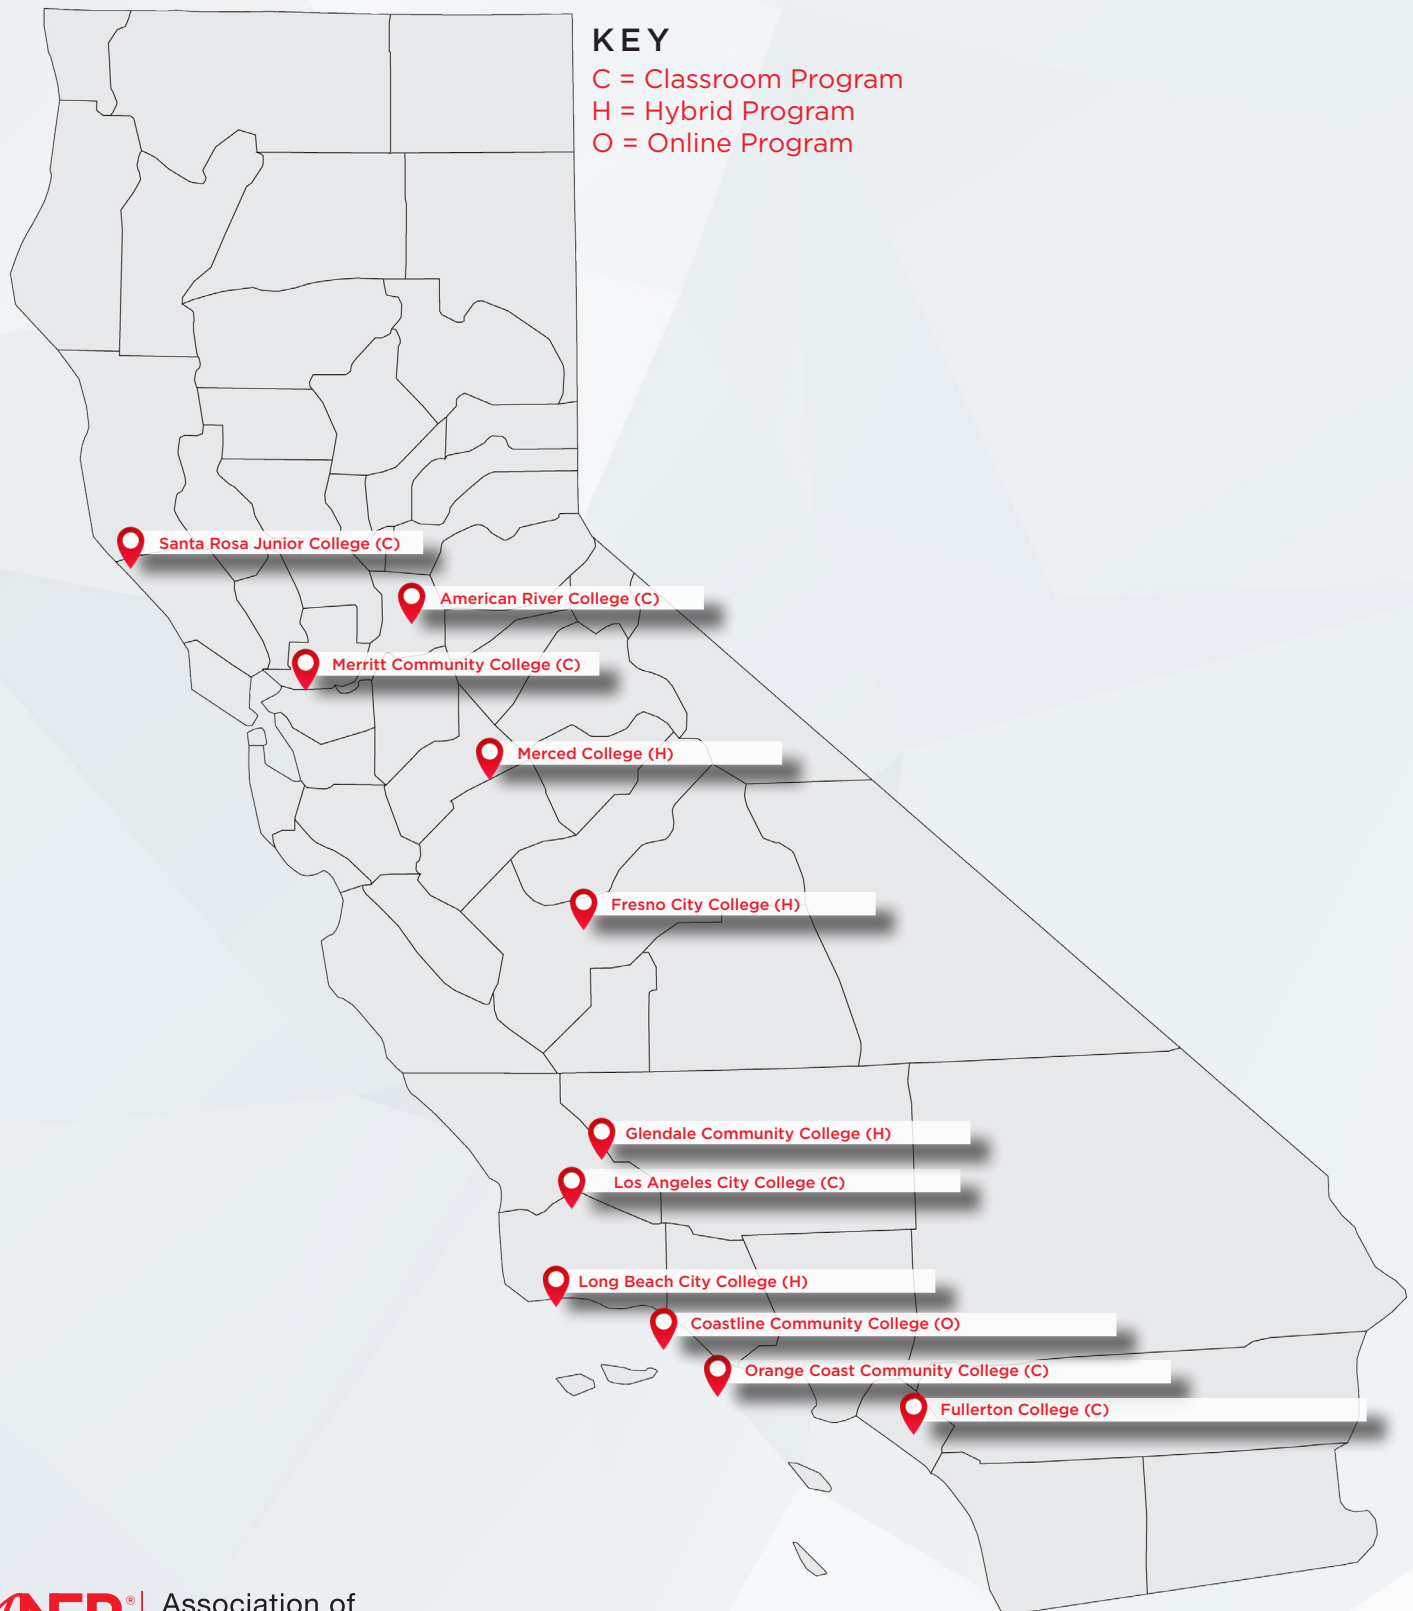 KEY
C = Classroom Program
H = Hybrid Program
O = Online Program
Santa Rosa Junior College (C)
American River College (C)
Merritt Community College (C)
Merced College (H)
Fresno City College (H)
Glendale Community College (H)
Los Angeles City College (C)
Long Beach City College (H)
Coastline Community College (O)
Orange Coast Community College (C)
Fullerton College (C)
® Association of